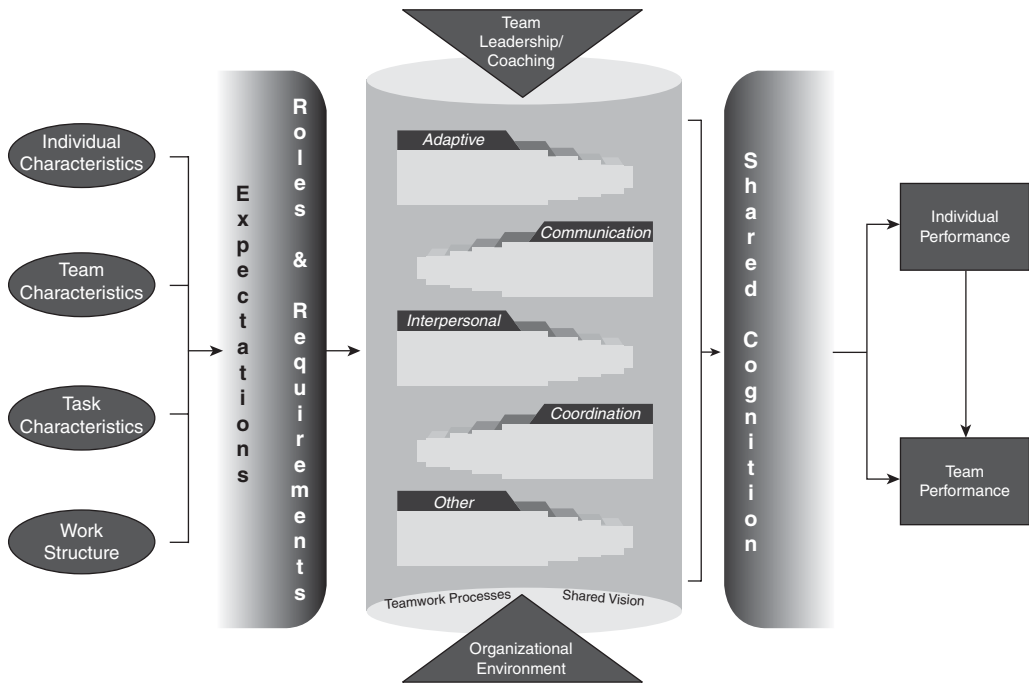 Team
Leadership/
Coaching
Individual
Characteristics
Team
Characteristics
Task
Characteristics
Work
Structure
Expectations
Roles & Requirements
Adaptive
Communication
Interpersonal
Coordination
Other
Teamwork Processes
Shared Vision
Organizational
Environment
Shared Cognition
Individual
Performance
Team
Performance